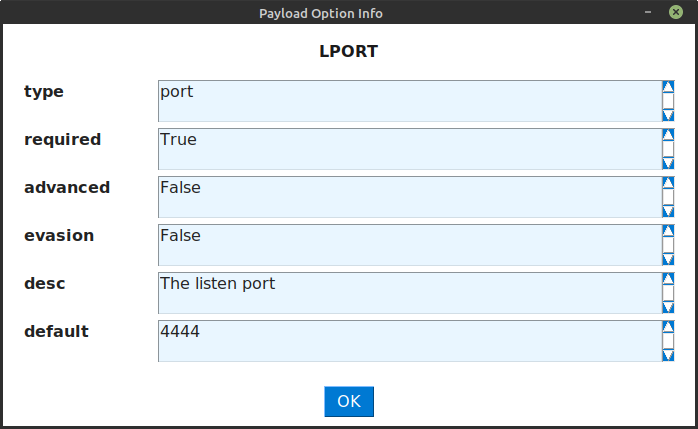 Payload Option Info
LPORT
type port
required True
advanced False
evasion False
desc The listen port
default 4444
OK